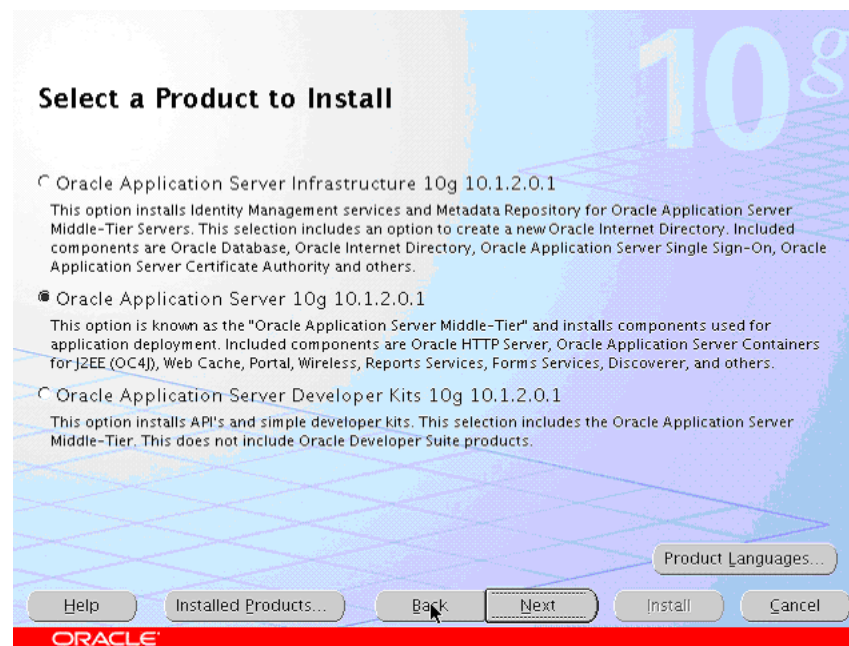 10g
Select a Product to Install
Oracle Application Server Infrastructure 10g 10.1.2.0.1
This option installs Identity Management services and Metadata Repository for Oracle Application Server
Middle-Tier Servers. This selection includes an option to create a new Oracle Internet Directory. Included
components are Oracle Database, Oracle Internet Directory, Oracle Application Server Single Sign-On, Oracle
Application Server Certificate Authority and others.
Oracle Application Server 10g 10.1.2.0.1
This option is known as the "Oracle Application Server Middle-Tier" and installs components used for
application deployment. Included components are Oracle HTTP Server, Oracle Application Server Containers
for J2EE (OC4J), Web Cache, Portal, Wireless, Reports Services, Forms Services, Discoverer, and others.
Oracle Application Server Developer Kits 10g 10.1.2.0.1
This option installs API's and simple developer kits. This selection includes the Oracle Application Server
Middle-Tier. This does not include Oracle Developer Suite products.
Product Languages...
Help Installed Products... Back Next Install Cancel
ORACLE